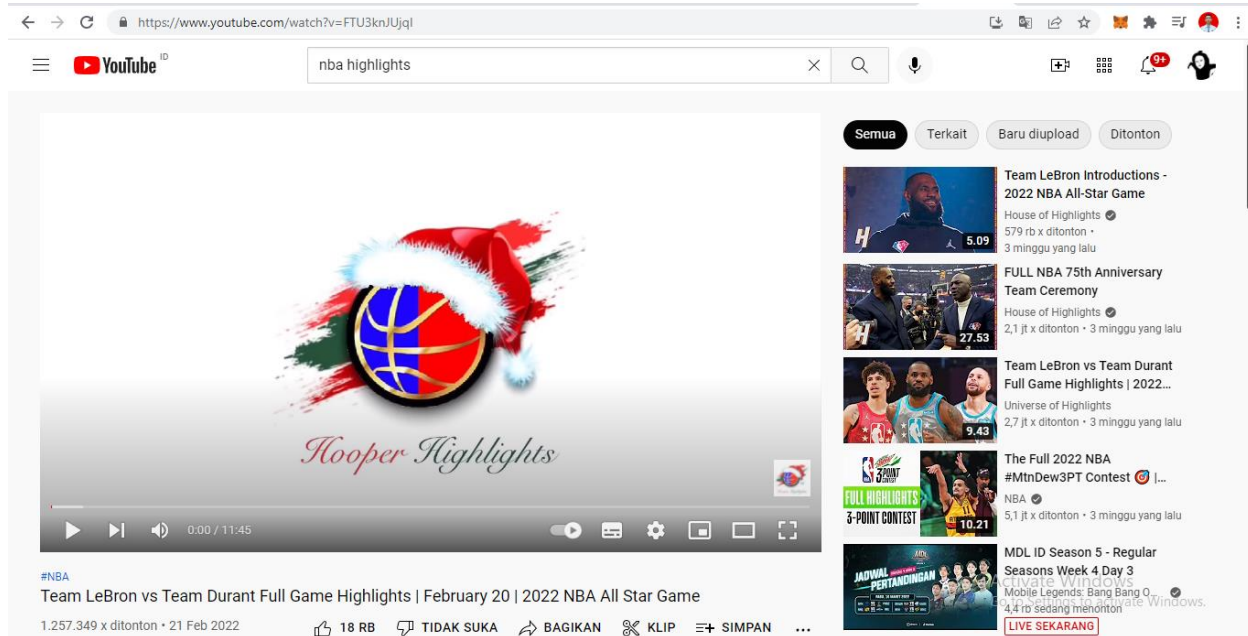 https://www.youtube.com/watch?v=FTU3knJUjqI
YouTube ID
nba highlights
9+
Hooper Highlights
0:00 / 11:45
#NBA
Team LeBron vs Team Durant Full Game Highlights | February 20 | 2022 NBA All Star Game
1.257.349 x ditonton • 21 Feb 2022
18 RB
TIDAK SUKA
BAGIKAN
KLIP
SIMPAN
Semua
Terkait
Baru diupload
Ditonton
5.09
Team LeBron Introductions -
2022 NBA All-Star Game
House of Highlights
579 rb x ditonton •
3 minggu yang lalu
27.53
FULL NBA 75th Anniversary
Team Ceremony
House of Highlights
2,1 jt x ditonton • 3 minggu yang lalu
9.43
Team LeBron vs Team Durant
Full Game Highlights | 2022...
Universe of Highlights
2,7 jt x ditonton • 3 minggu yang lalu
3POINT
CONTEST
FULL HIGHLIGHTS
3-POINT CONTEST
10.21
The Full 2022 NBA
#MtnDew3PT Contest 🎯 |...
NBA
5,1 jt x ditonton • 3 minggu yang lalu
MDL
JADWAL
PERTANDINGAN
MDL ID Season 5 - Regular
Seasons Week 4 Day 3
Mobile Legends: Bang Bang O...
4,4 rb sedang menonton
LIVE SEKARANG
Activate Windows
Go to Settings to activate Windows.